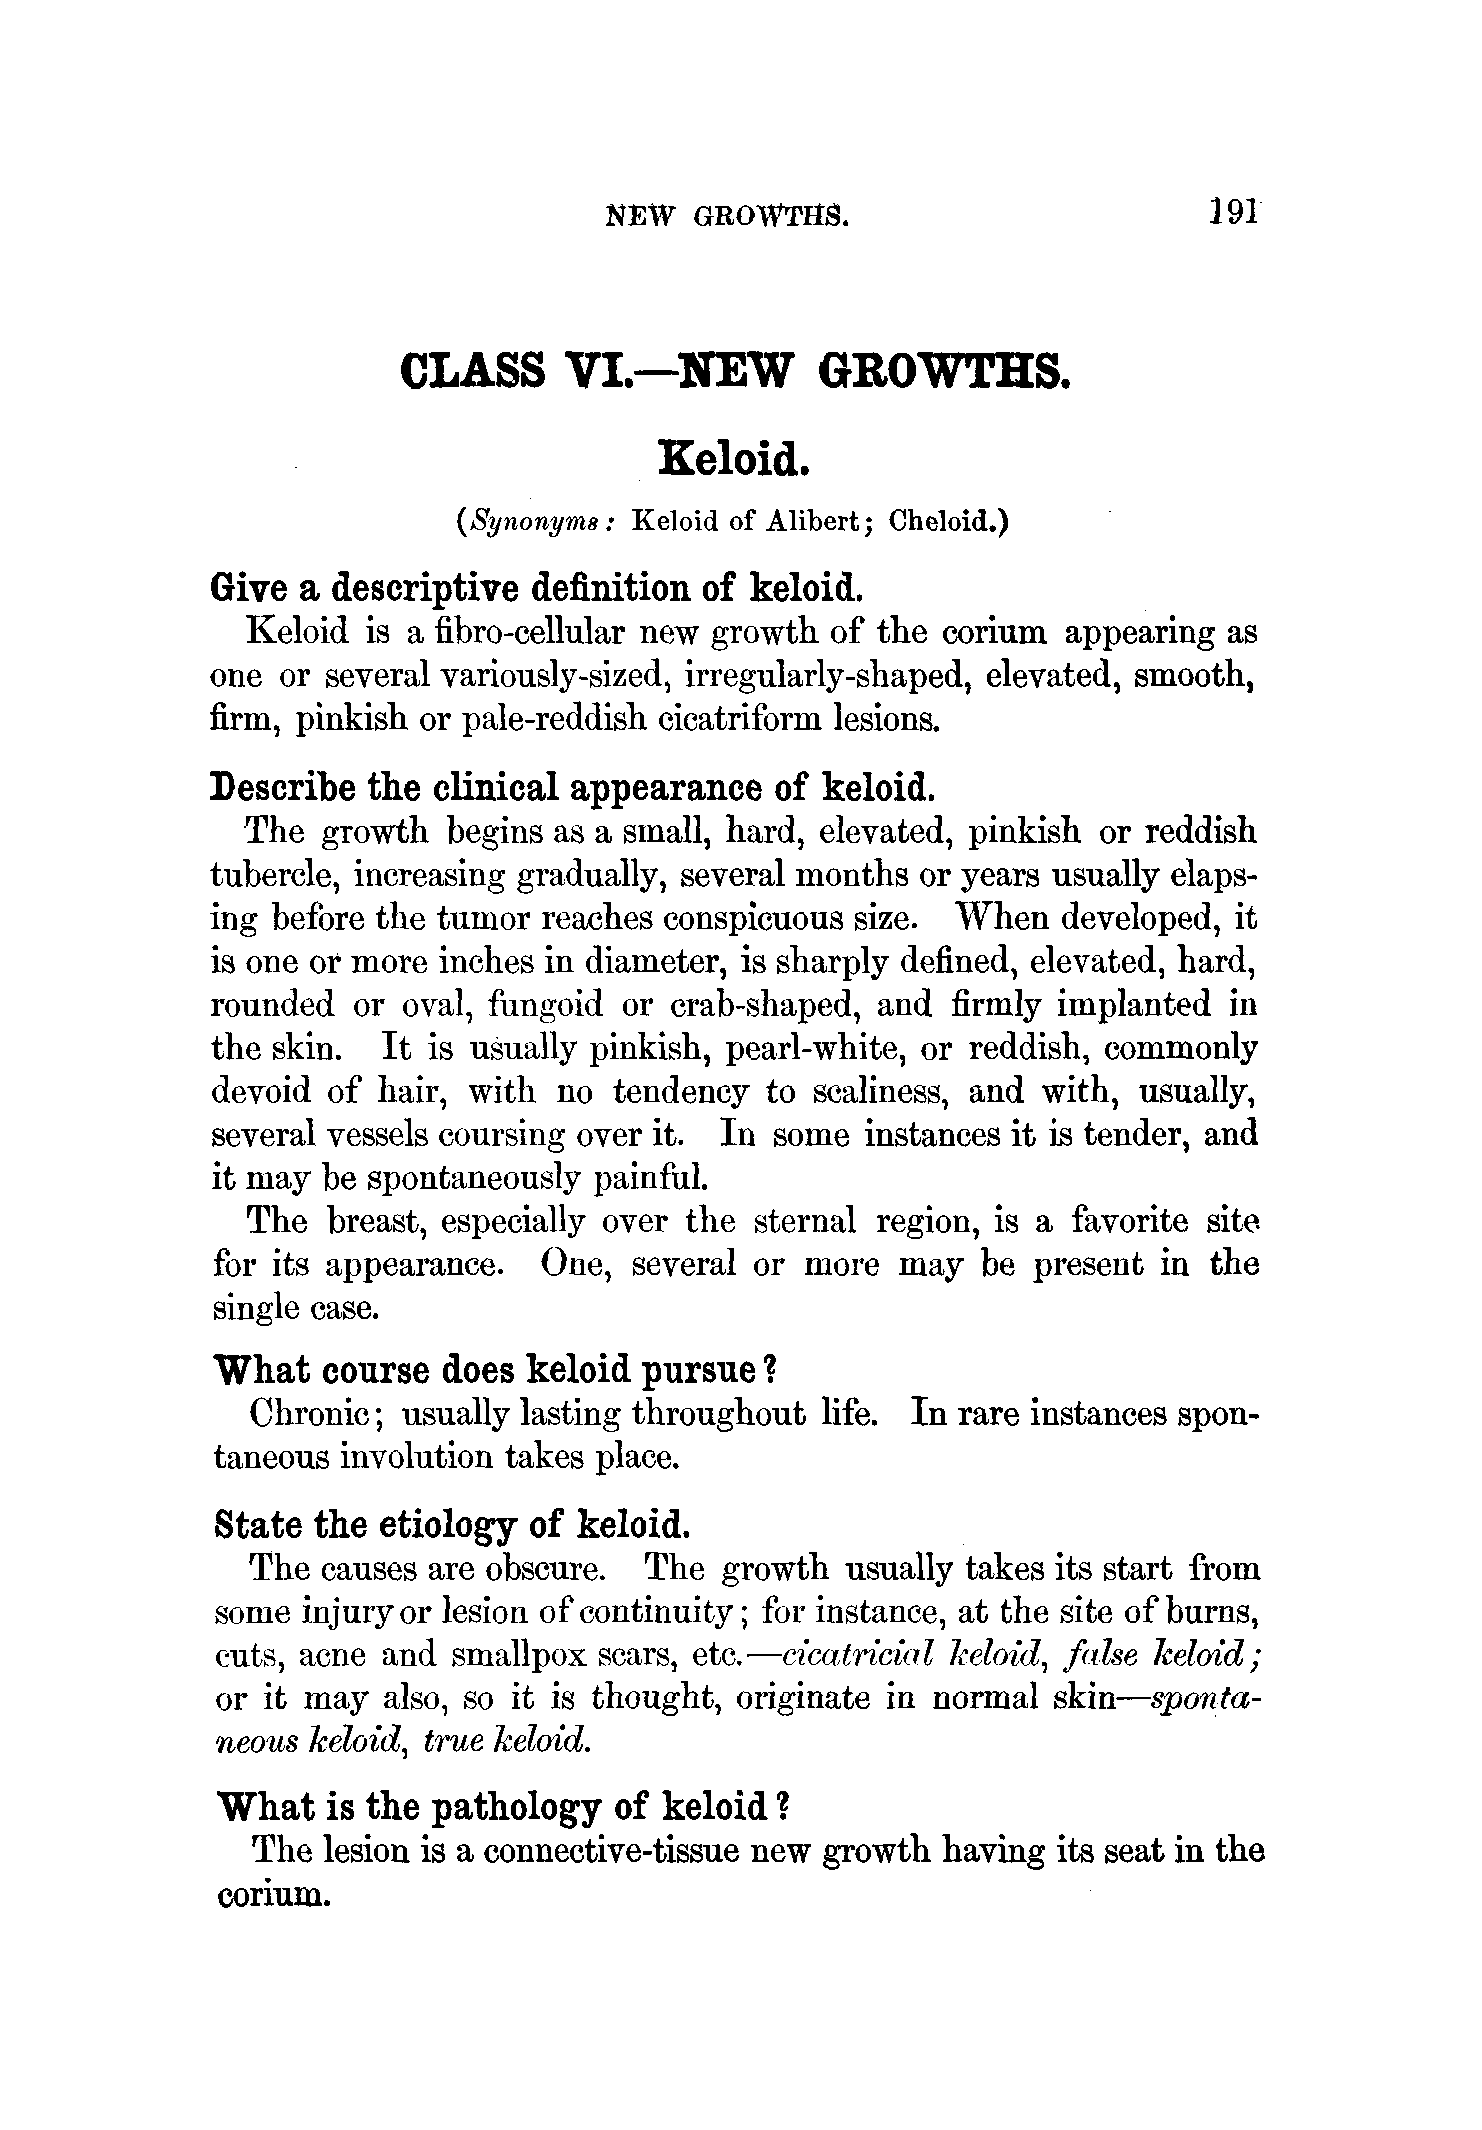 NEW GROWTHS. 191
CLASS VI.—NEW GROWTHS.
Keloid.
(Synonyms: Keloid of Alibert; Cheloid.)
Give a descriptive definition of keloid.
Keloid is a fibro-cellular new growth of the corium appearing as
one or several variously-sized, irregularly-shaped, elevated, smooth,
firm, pinkish or pale-reddish cicatriform lesions.
Describe the clinical appearance of keloid.
The growth begins as a small, hard, elevated, pinkish or reddish
tubercle, increasing gradually, several months or years usually elaps-
ing before the tumor reaches conspicuous size. When developed, it
is one or more inches in diameter, is sharply defined, elevated, hard,
rounded or oval, fungoid or crab-shaped, and firmly implanted in
the skin. It is usually pinkish, pearl-white, or reddish, commonly
devoid of hair, with no tendency to scaliness, and with, usually,
several vessels coursing over it. In some instances it is tender, and
it may be spontaneously painful.
The breast, especially over the sternal region, is a favorite site
for its appearance. One, several or more may be present in the
single case.
What course does keloid pursue?
Chronic; usually lasting throughout life. In rare instances spon-
taneous involution takes place.
State the etiology of keloid.
The causes are obscure. The growth usually takes its start from
some injury or lesion of continuity; for instance, at the site of burns,
cuts, acne and smallpox scars, etc.—cicatricial keloid, false keloid;
or it may also, so it is thought, originate in normal skin—sponta-
neous keloid, true keloid.
What is the pathology of keloid?
The lesion is a connective-tissue new growth having its seat in the
corium.